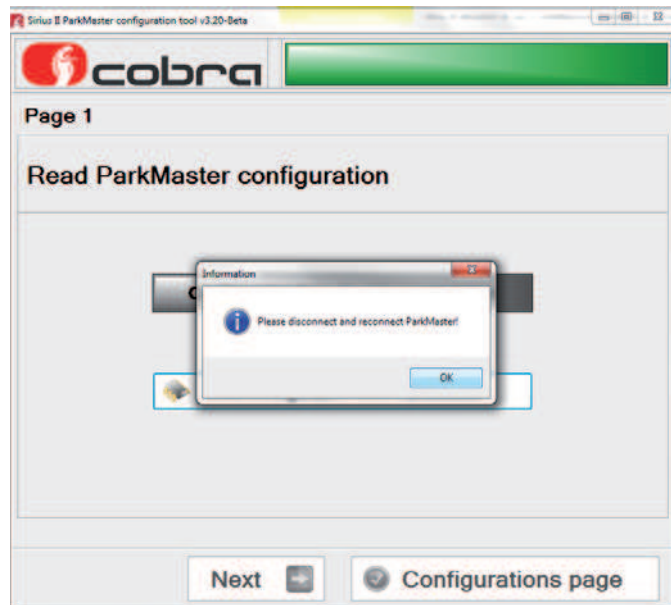 Sirius II ParkMaster configuration tool v3.20-Beta
cobra
Page 1
Read ParkMaster configuration
Information
Please disconnect and reconnect ParkMaster!
OK
Next
Configurations page